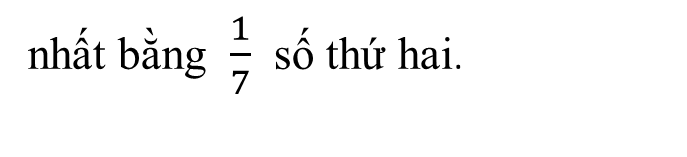 nhất bằng 1/7 số thứ hai.